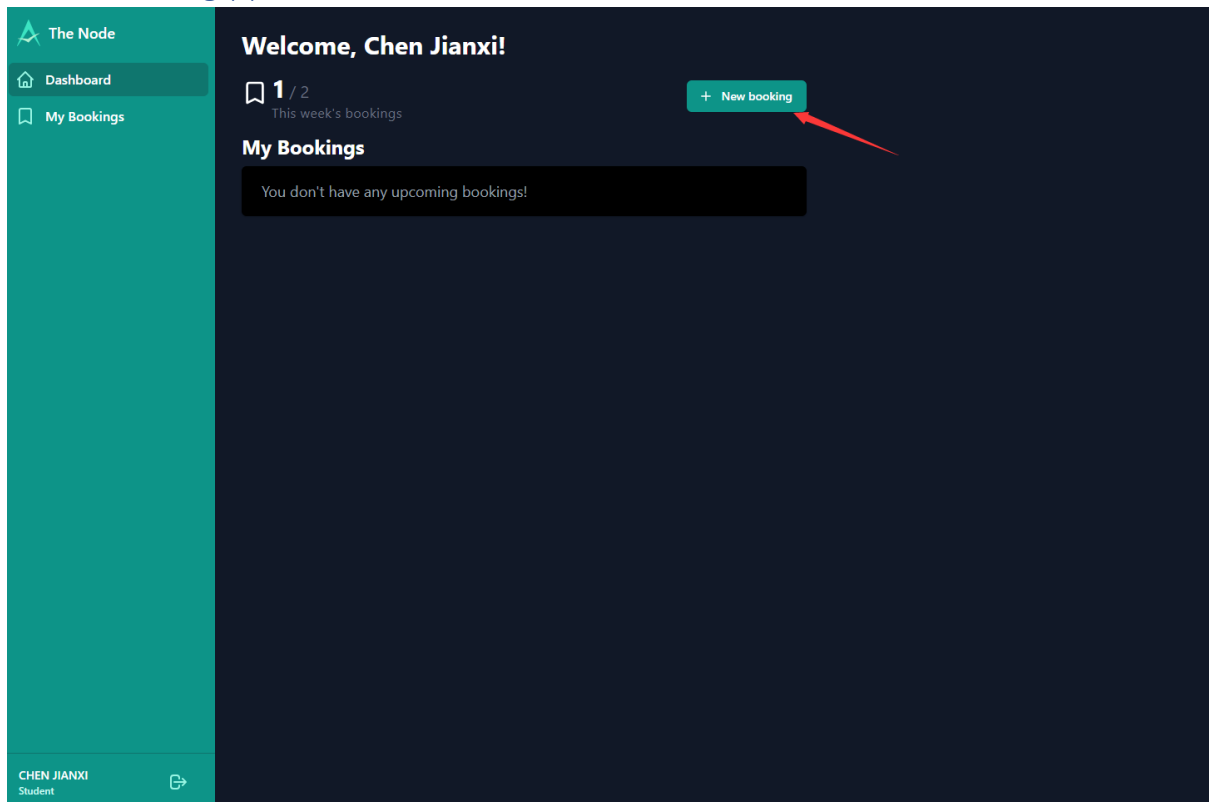 The Node
Dashboard
My Bookings
Welcome, Chen Jianxi!
1 / 2
This week's bookings
+ New booking
My Bookings
You don't have any upcoming bookings!
CHEN JIANXI
Student